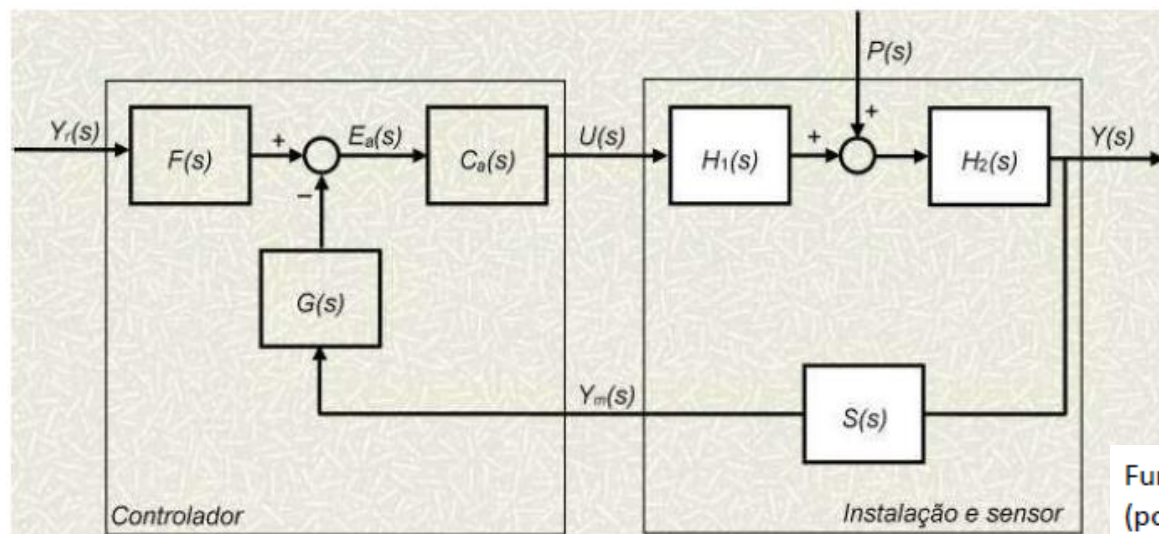 P(s)
Yr(s)
F(s)
+
Ea(s)
Ca(s)
U(s)
H1(s)
+
+
H2(s)
Y(s)
−
G(s)
Ym(s)
S(s)
Controlador
Instalação e sensor